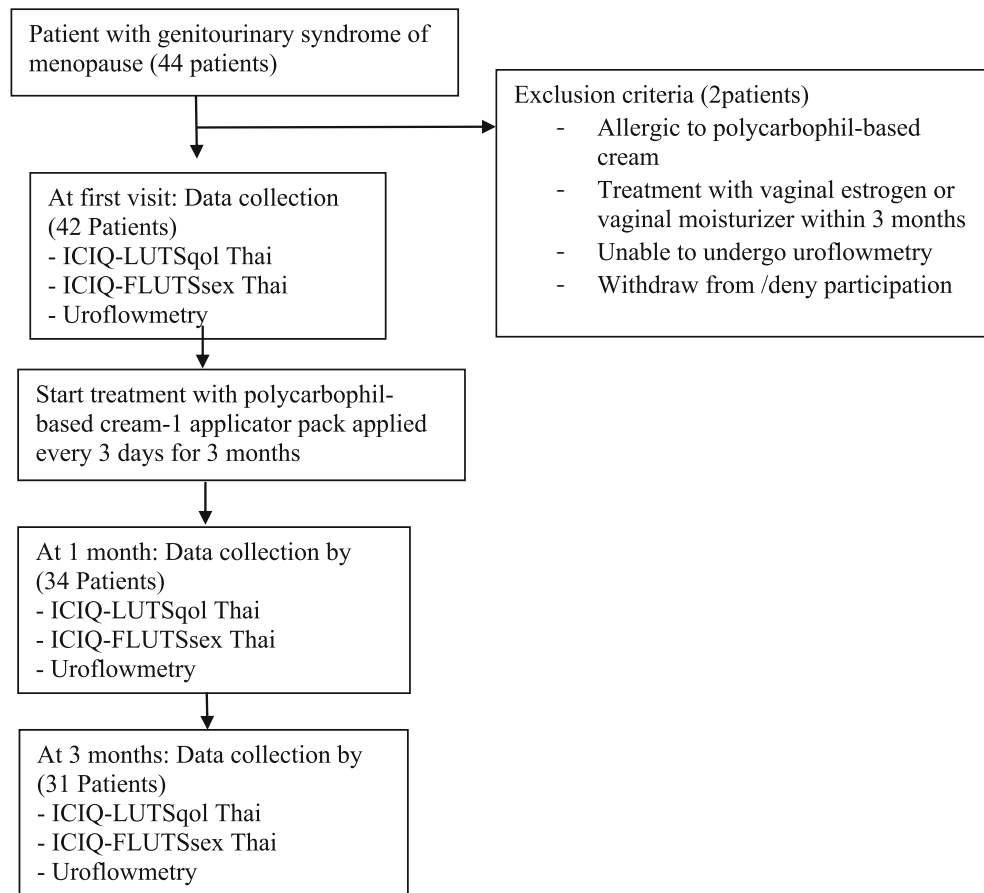 Patient with genitourinary syndrome of
menopause (44 patients)
Exclusion criteria (2patients)
- Allergic to polycarbophil-based
cream
- Treatment with vaginal estrogen or
vaginal moisturizer within 3 months
- Unable to undergo uroflowmetry
- Withdraw from /deny participation
At first visit: Data collection
(42 Patients)
- ICIQ-LUTSqol Thai
- ICIQ-FLUTSsex Thai
- Uroflowmetry
Start treatment with polycarbophil-
based cream-1 applicator pack applied
every 3 days for 3 months
At 1 month: Data collection by
(34 Patients)
- ICIQ-LUTSqol Thai
- ICIQ-FLUTSsex Thai
- Uroflowmetry
At 3 months: Data collection by
(31 Patients)
- ICIQ-LUTSqol Thai
- ICIQ-FLUTSsex Thai
- Uroflowmetry